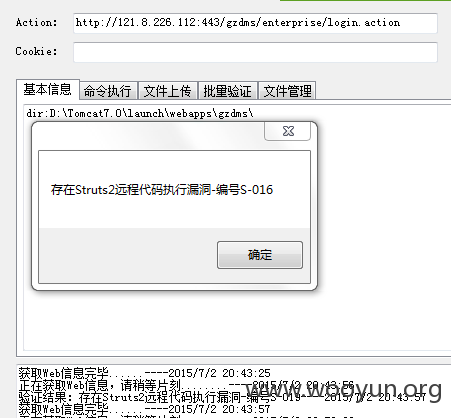 Action: http://121.8.226.112:443/gzdms/enterprise/login.action
Cookie:
基本信息 命令执行 文件上传 批量验证 文件管理
dir:D:\Tomcat7.0\launch\webapps\gzdms\
存在Struts2远程代码执行漏洞-编号S-016
确定
获取Web信息完毕......----2015/7/2 20:43:25
正在获取Web信息，请稍等片刻........----2015/7/2 20:43:56
www.wooyun.org
验证结果：存在Struts2远程代码执行漏洞-编号S-016----2015/7/2 20:43:57
获取Web信息完毕......----2015/7/2 20:43:57